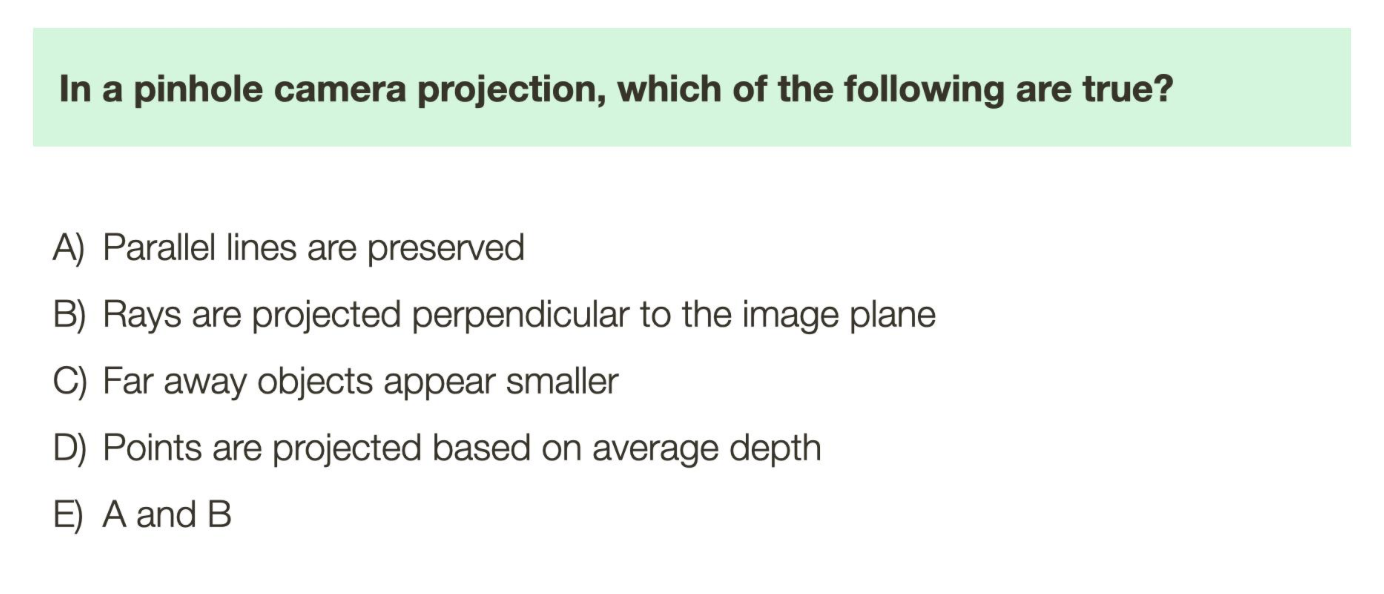 In a pinhole camera projection, which of the following are true?
A) Parallel lines are preserved
B) Rays are projected perpendicular to the image plane
C) Far away objects appear smaller
D) Points are projected based on average depth
E) A and B